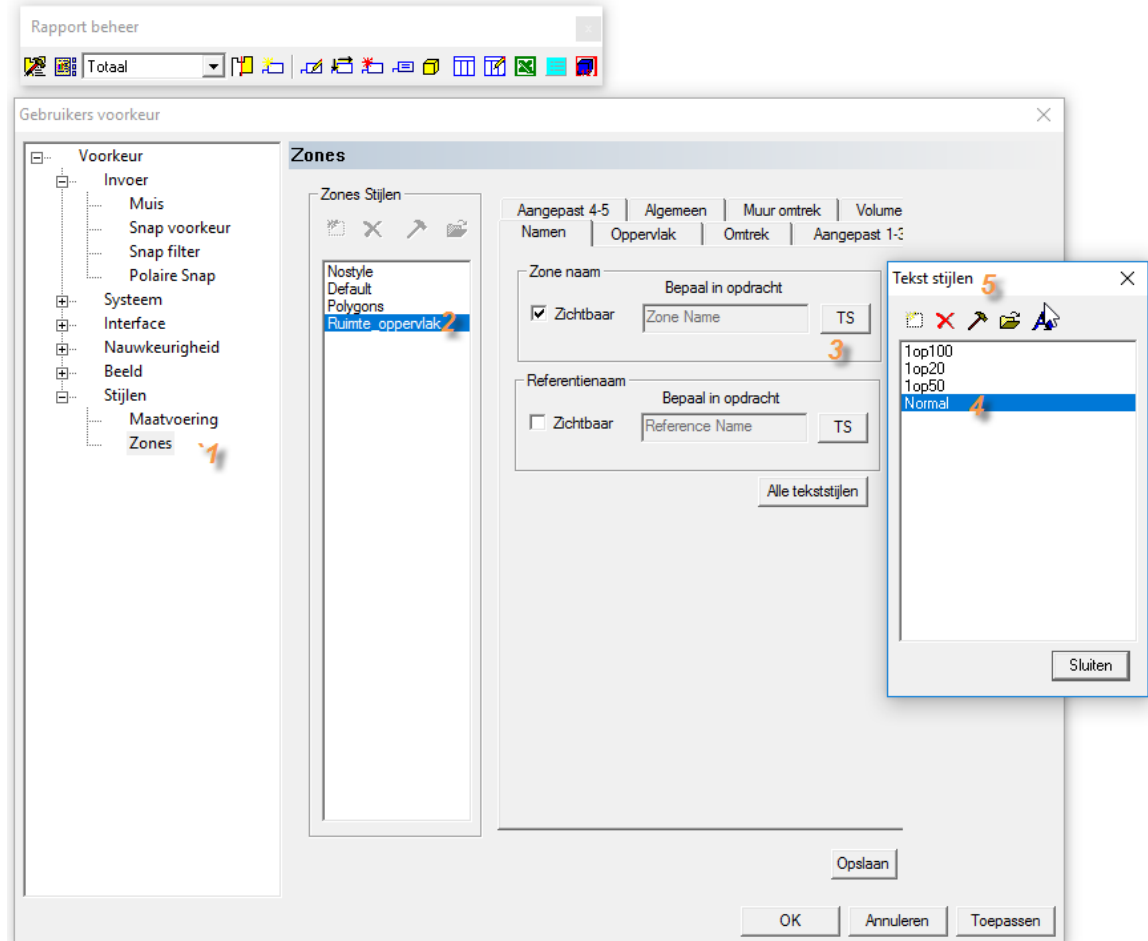 Rapport beheer
Totaal
Gebruikers voorkeur
Voorkeur
Invoer
Muis
Snap voorkeur
Snap filter
Polaire Snap
Systeem
Interface
Nauwkeurigheid
Beeld
Stijlen
Maatvoering
Zones `1
Zones
Zones Stijlen
Nostyle
Default
Polygons
Ruimte_oppervlak 2
Aangepast 4-5 Algemeen Muur omtrek Volume
Namen Oppervlak Omtrek Aangepast 1-3
Zone naam
Bepaal in opdracht
Zichtbaar Zone Name TS
3
Referentienaam
Bepaal in opdracht
Zichtbaar Reference Name TS
Alle tekststijlen
Tekst stijlen 5
1op100
1op20
1op50
Normal 4
Sluiten
Opslaan
OK Annuleren Toepassen